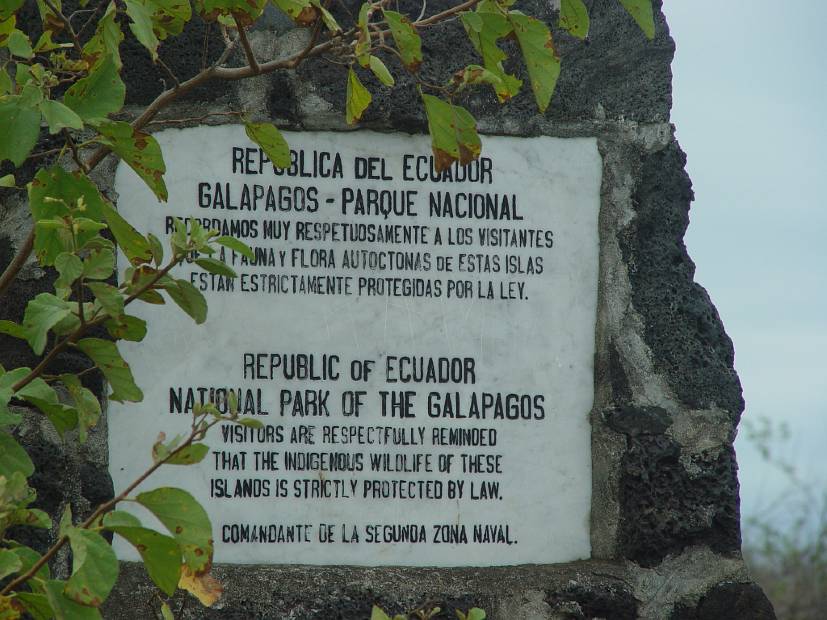 REPUBLICA DEL ECUADOR
GALAPAGOS - PARQUE NACIONAL
RECORDAMOS MUY RESPETUOSAMENTE A LOS VISITANTES
QUE LA FAUNA Y FLORA AUTOCTONAS DE ESTAS ISLAS
ESTAN ESTRICTAMENTE PROTEGIDAS POR LA LEY.
REPUBLIC OF ECUADOR
NATIONAL PARK OF THE GALAPAGOS
VISITORS ARE RESPECTFULLY REMINDED
THAT THE INDIGENOUS WILDLIFE OF THESE
ISLANDS IS STRICTLY PROTECTED BY LAW.
COMANDANTE DE LA SEGUNDA ZONA NAVAL.